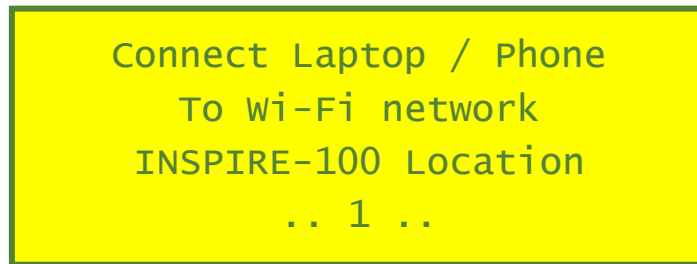 Connect Laptop / Phone
To Wi-Fi network
INSPIRE-100 Location
.. 1 ..